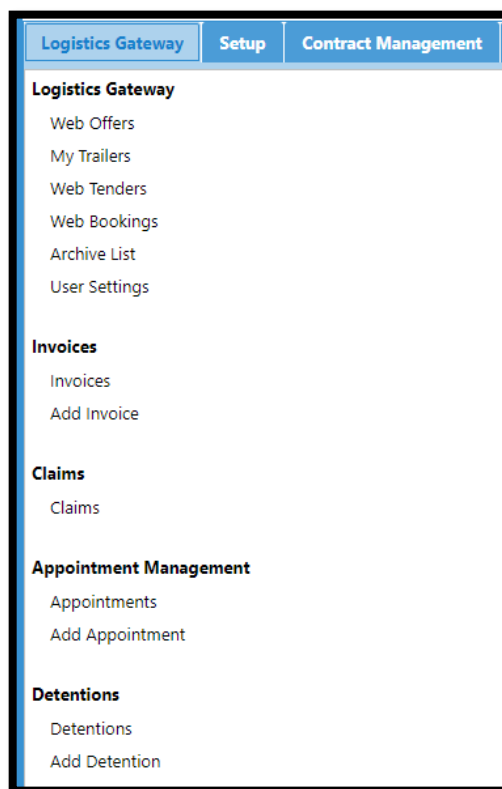 Logistics Gateway Setup Contract Management
Logistics Gateway
Web Offers
My Trailers
Web Tenders
Web Bookings
Archive List
User Settings
Invoices
Invoices
Add Invoice
Claims
Claims
Appointment Management
Appointments
Add Appointment
Detentions
Detentions
Add Detention